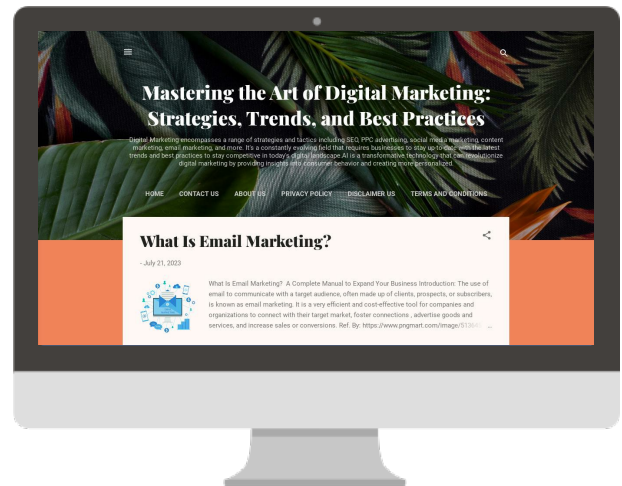 Mastering the Art of Digital Marketing:
Strategies, Trends, and Best Practices
Digital Marketing encompasses a range of strategies and tactics including SEO, PPC advertising, social media marketing, content
marketing, email marketing, and more. It's a constantly evolving field that requires businesses to stay up-to-date with the latest
trends and best practices to stay competitive in today's digital landscape.AI is a transformative technology that can revolutionize
digital marketing by providing insights into consumer behavior and creating more personalized.
HOME CONTACT US ABOUT US PRIVACY POLICY DISCLAIMER US TERMS AND CONDITIONS
What Is Email Marketing?
- July 21, 2023
What Is Email Marketing? A Complete Manual to Expand Your Business Introduction: The use of
email to communicate with a target audience, often made up of clients, prospects, or subscribers,
is known as email marketing. It is a very efficient and cost-effective tool for companies and
organizations to connect with their target market, foster connections , advertise goods and
services, and increase sales or conversions. Ref. By: https://www.pngmart.com/image/ ...